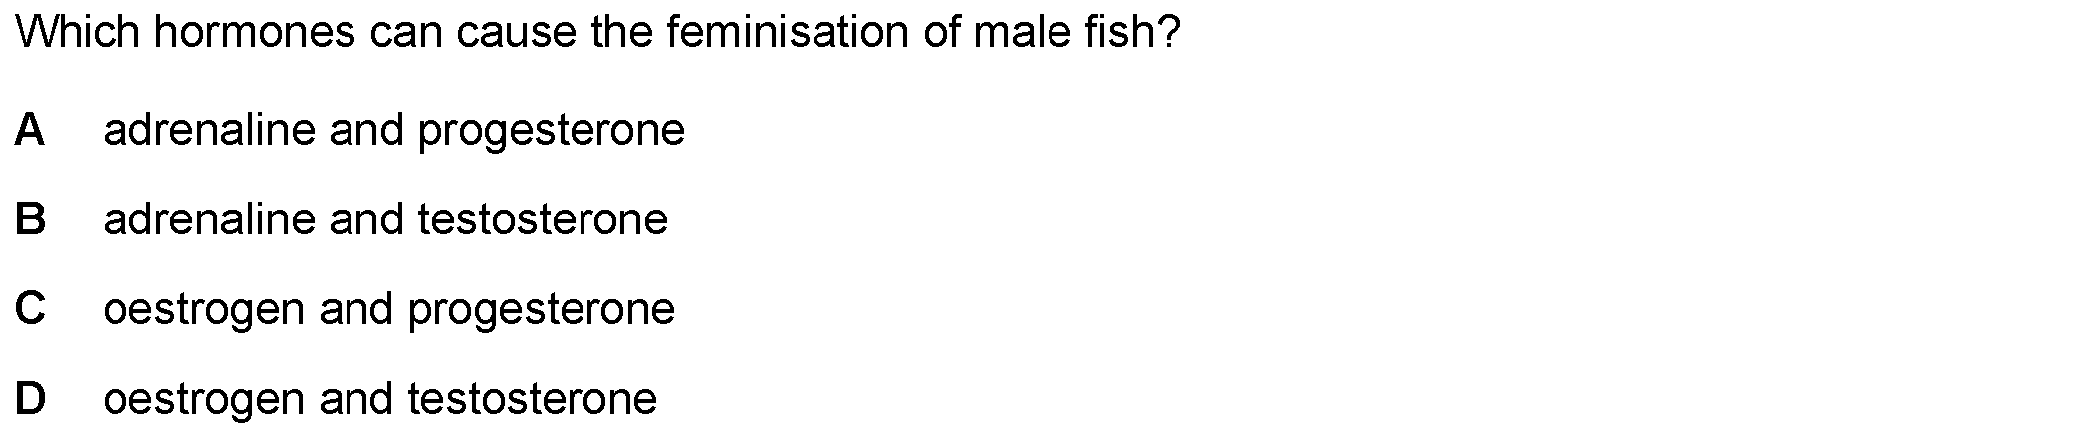 Which hormones can cause the feminisation of male fish?
A adrenaline and progesterone
B adrenaline and testosterone
C oestrogen and progesterone
D oestrogen and testosterone